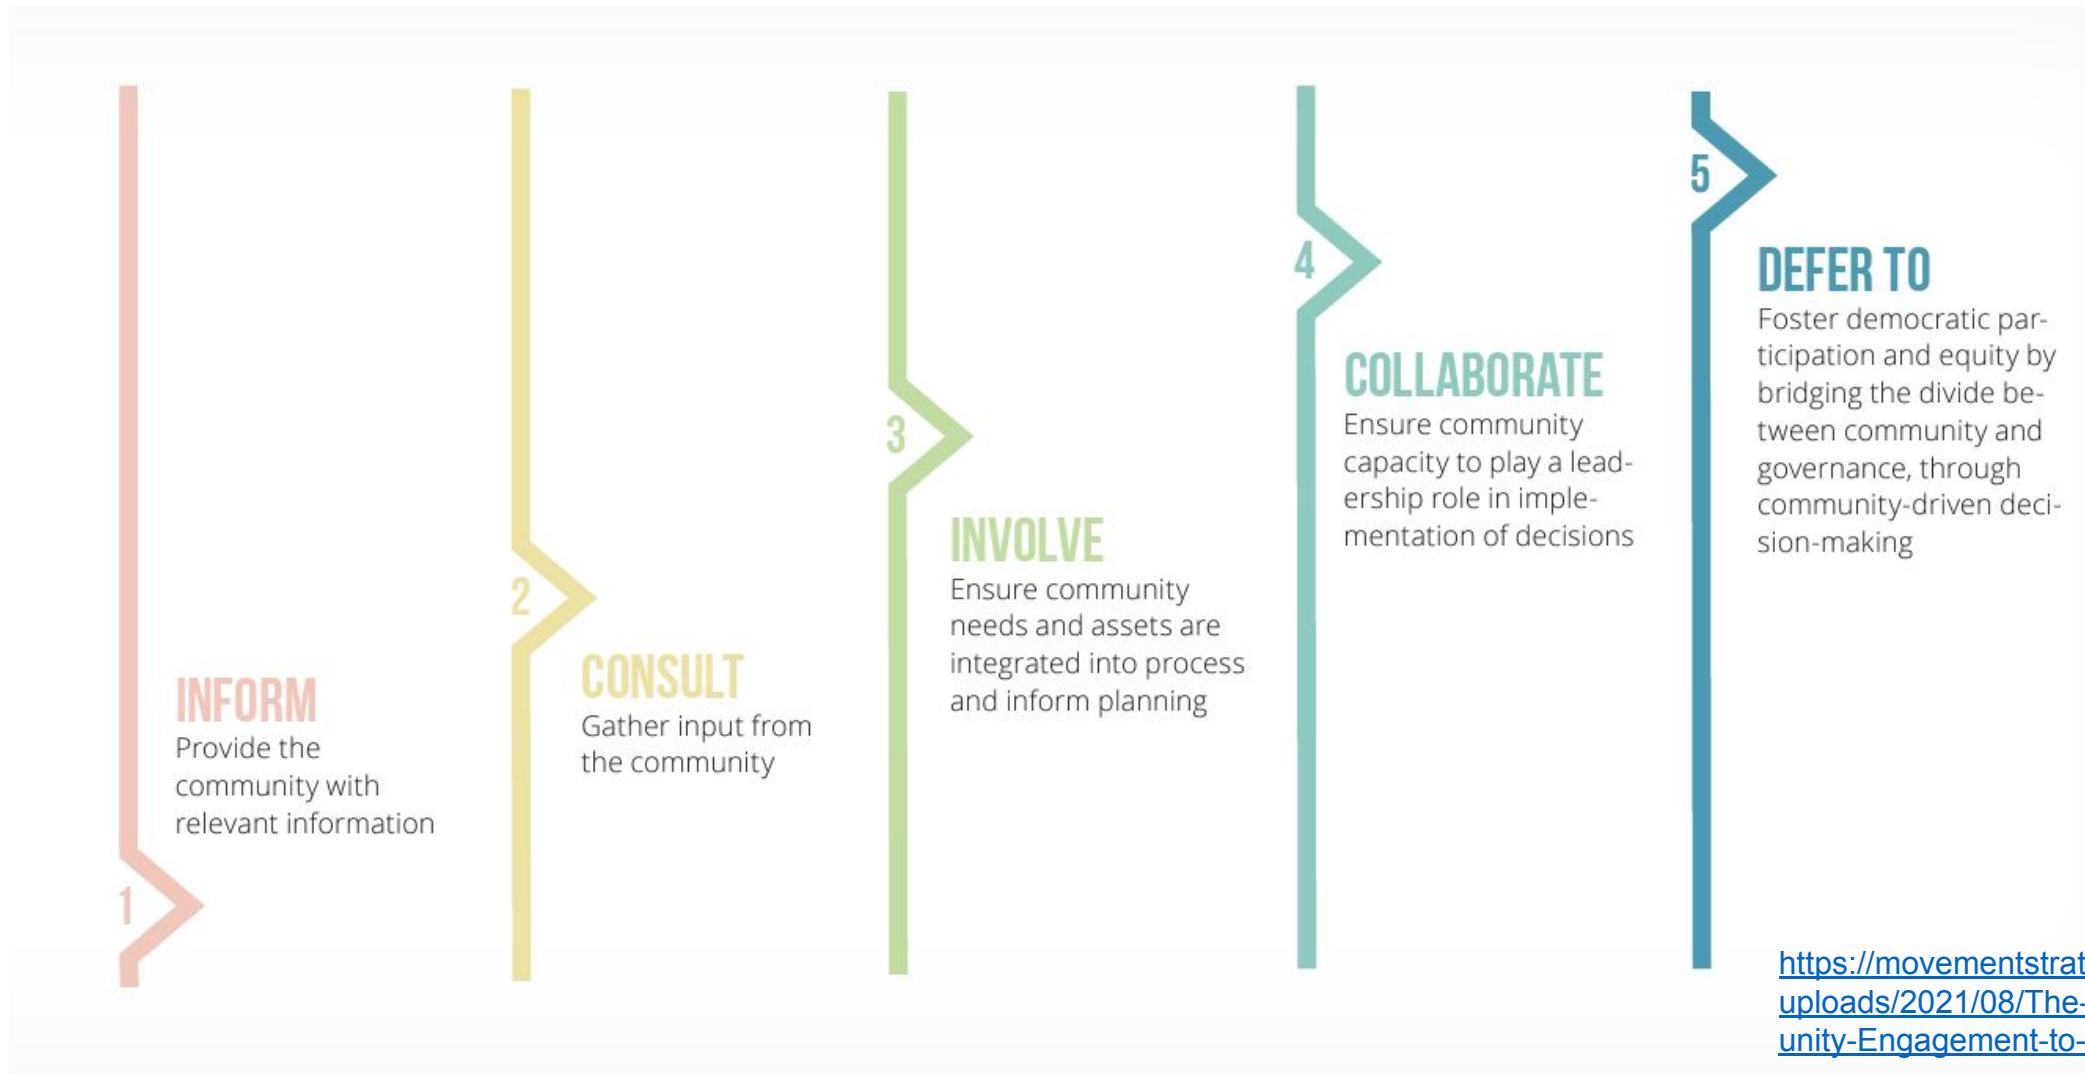 1
INFORM
Provide the
community with
relevant information
2
CONSULT
Gather input from
the community
3
INVOLVE
Ensure community
needs and assets are
integrated into process
and inform planning
4
COLLABORATE
Ensure community
capacity to play a lead-
ership role in imple-
mentation of decisions
5
DEFER TO
Foster democratic par-
ticipation and equity by
bridging the divide be-
tween community and
governance, through
community-driven deci-
sion-making
https://movementstrat
uploads/2021/08/The-
unity-Engagement-to-